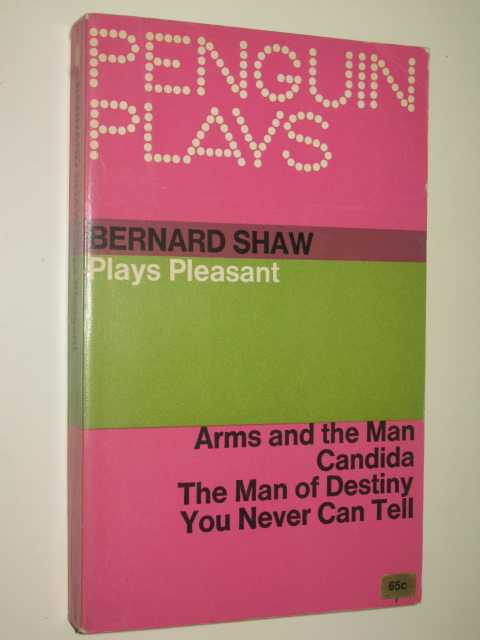 PENGUIN
PLAYS
BERNARD SHAW
Plays Pleasant
Arms and the Man
Candida
The Man of Destiny
You Never Can Tell
65c